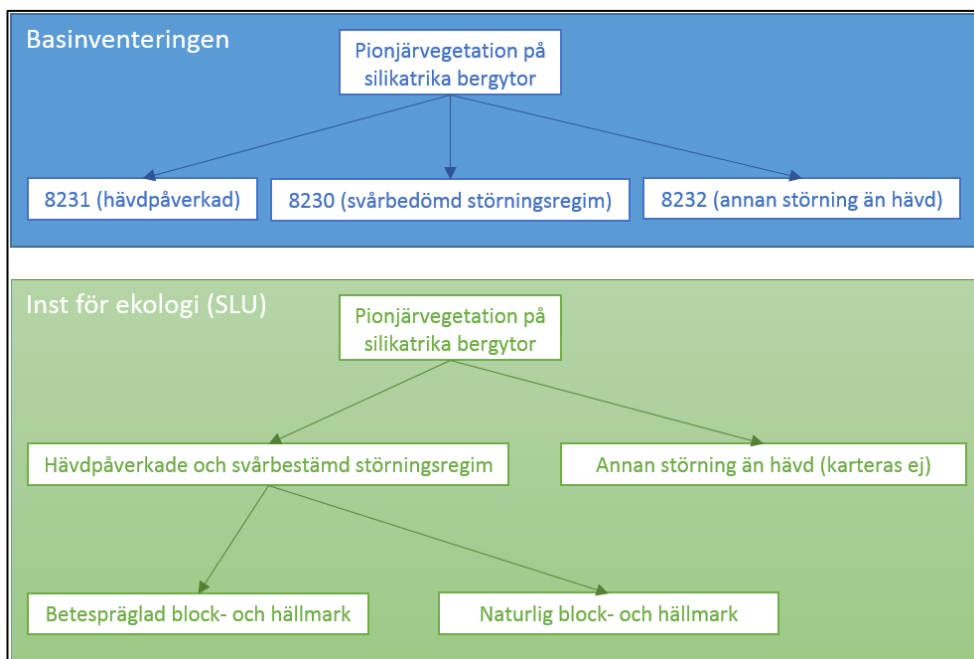 Basinventeringen
Pionjärvegetation på
silikatrika bergytor
8231 (hävdpåverkad)
8230 (svårbedömd störningsregim)
8232 (annan störning än hävd)
Inst för ekologi (SLU)
Pionjärvegetation på
silikatrika bergytor
Hävdpåverkade och svårbestämd störningsregim
Annan störning än hävd (karteras ej)
Betespräglad block- och hällmark
Naturlig block- och hällmark